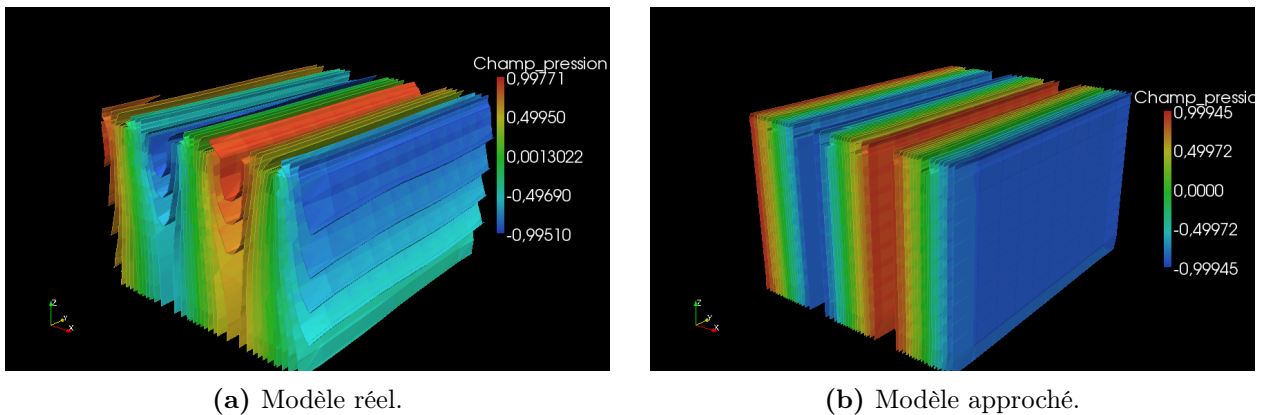 Champ_pression
0,99771
0,49950
0,0013022
-0,49690
-0,99510
Z
Y
X
(a) Modèle réel.
Champ_pressio
0,99945
0,49972
0,0000
-0,49972
-0,99945
Z
Y
X
(b) Modèle approché.